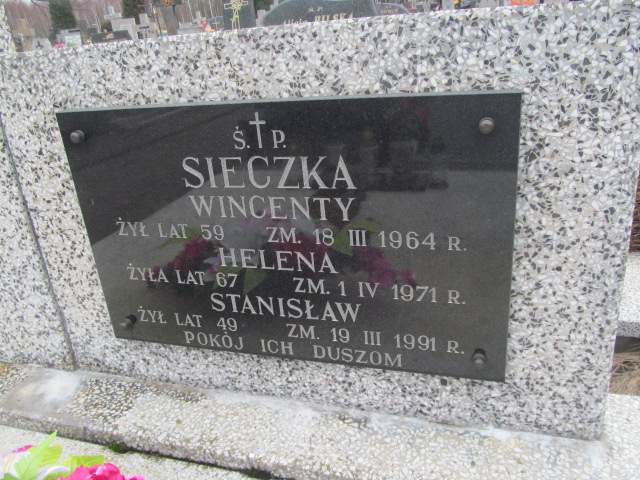 Ś. P.
SIECZKA
WINCENTY
ŻYŁ LAT 59 ZM. 18 III 1964 R.
HELENA
ŻYŁA LAT 67 ZM. 1 IV 1971 R.
STANISŁAW
ŻYŁ LAT 49 ZM. 19 III 1991 R.
POKÓJ ICH DUSZOM